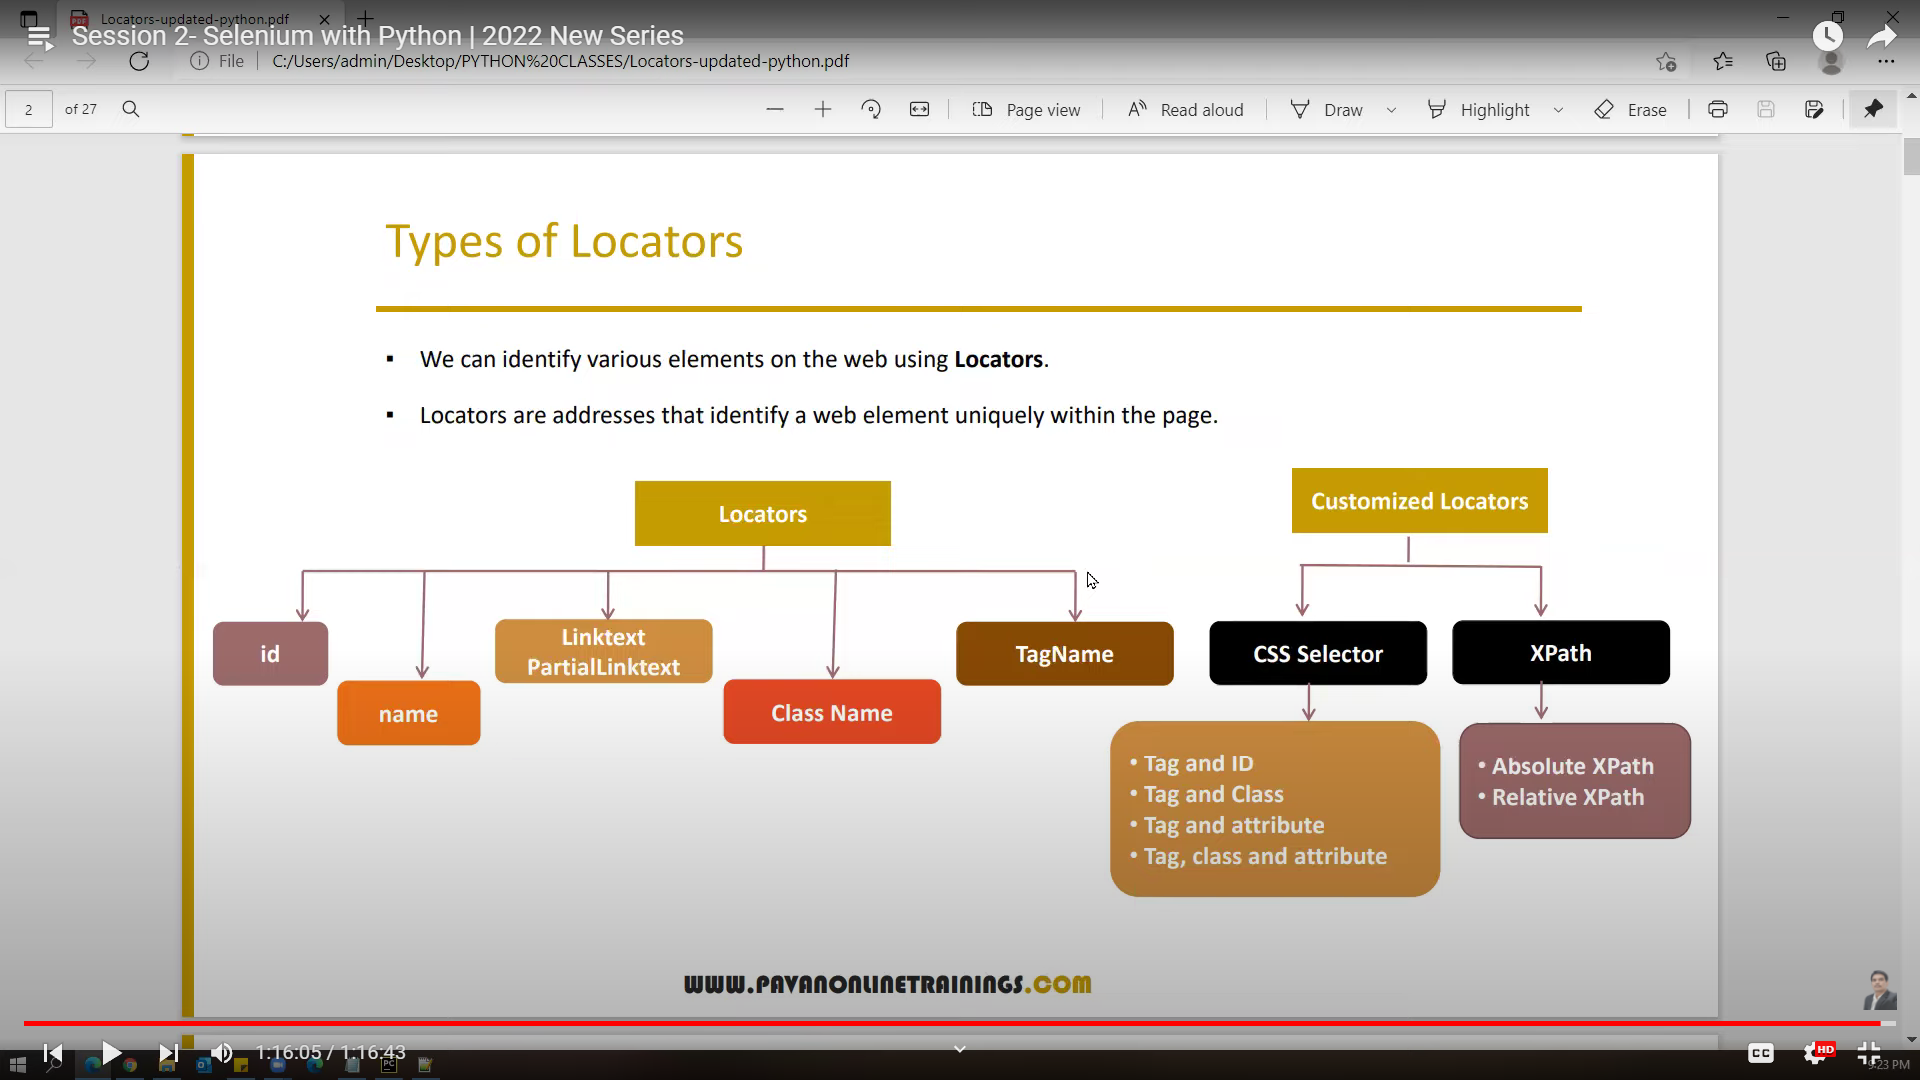 Locators-updated-python.pdf
Session 2- Selenium with Python | 2022 New Series
File C:/Users/admin/Desktop/PYTHON%20CLASSES/Locators-updated-python.pdf
2 of 27 Page view Read aloud Draw Highlight Erase
Types of Locators
▪ We can identify various elements on the web using Locators.
▪ Locators are addresses that identify a web element uniquely within the page.
Locators
Customized Locators
id
name
Linktext
PartialLinktext
Class Name
TagName
CSS Selector
XPath
• Tag and ID
• Tag and Class
• Tag and attribute
• Tag, class and attribute
• Absolute XPath
• Relative XPath
WWW.PAVANONLINETRAININGS.COM
1:16:05 / 1:16:43
CC
HD